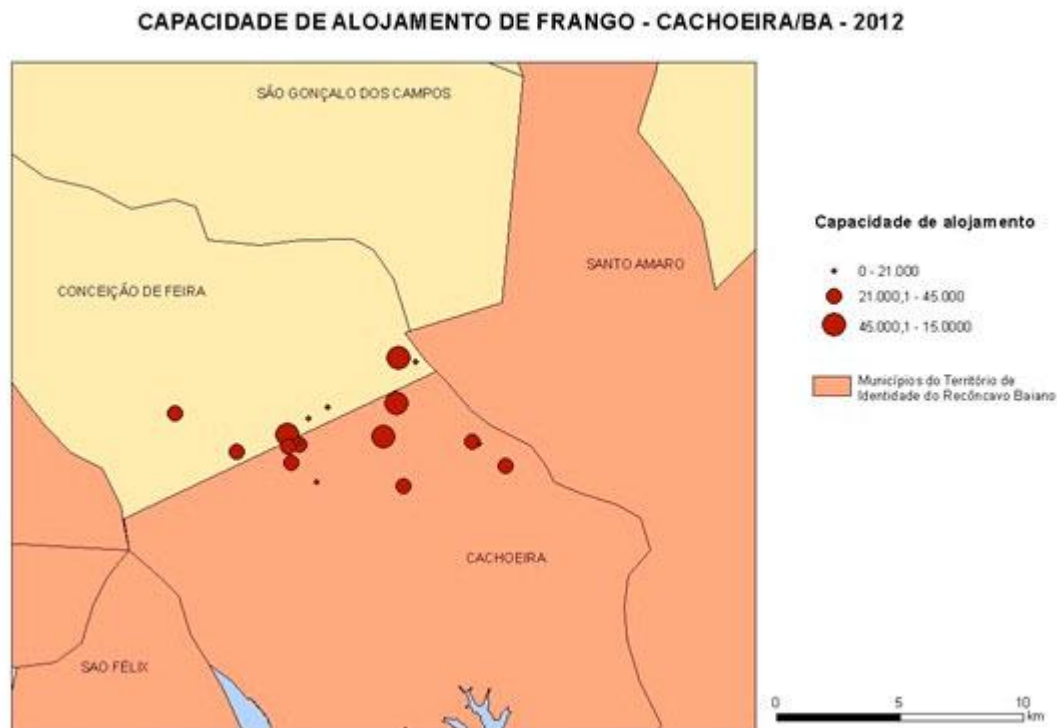 CAPACIDADE DE ALOJAMENTO DE FRANGO - CACHOEIRA/BA - 2012
SÃO GONÇALO DOS CAMPOS
SANTO AMARO
CONCEIÇÃO DE FEIRA
CACHOEIRA
SAO FÉLIX
Capacidade de alojamento
0 - 21.000
21.000,1 - 45.000
45.000,1 - 15.0000
Municípios do Território de
Identidade do Recôncavo Baiano
0 5 10
km